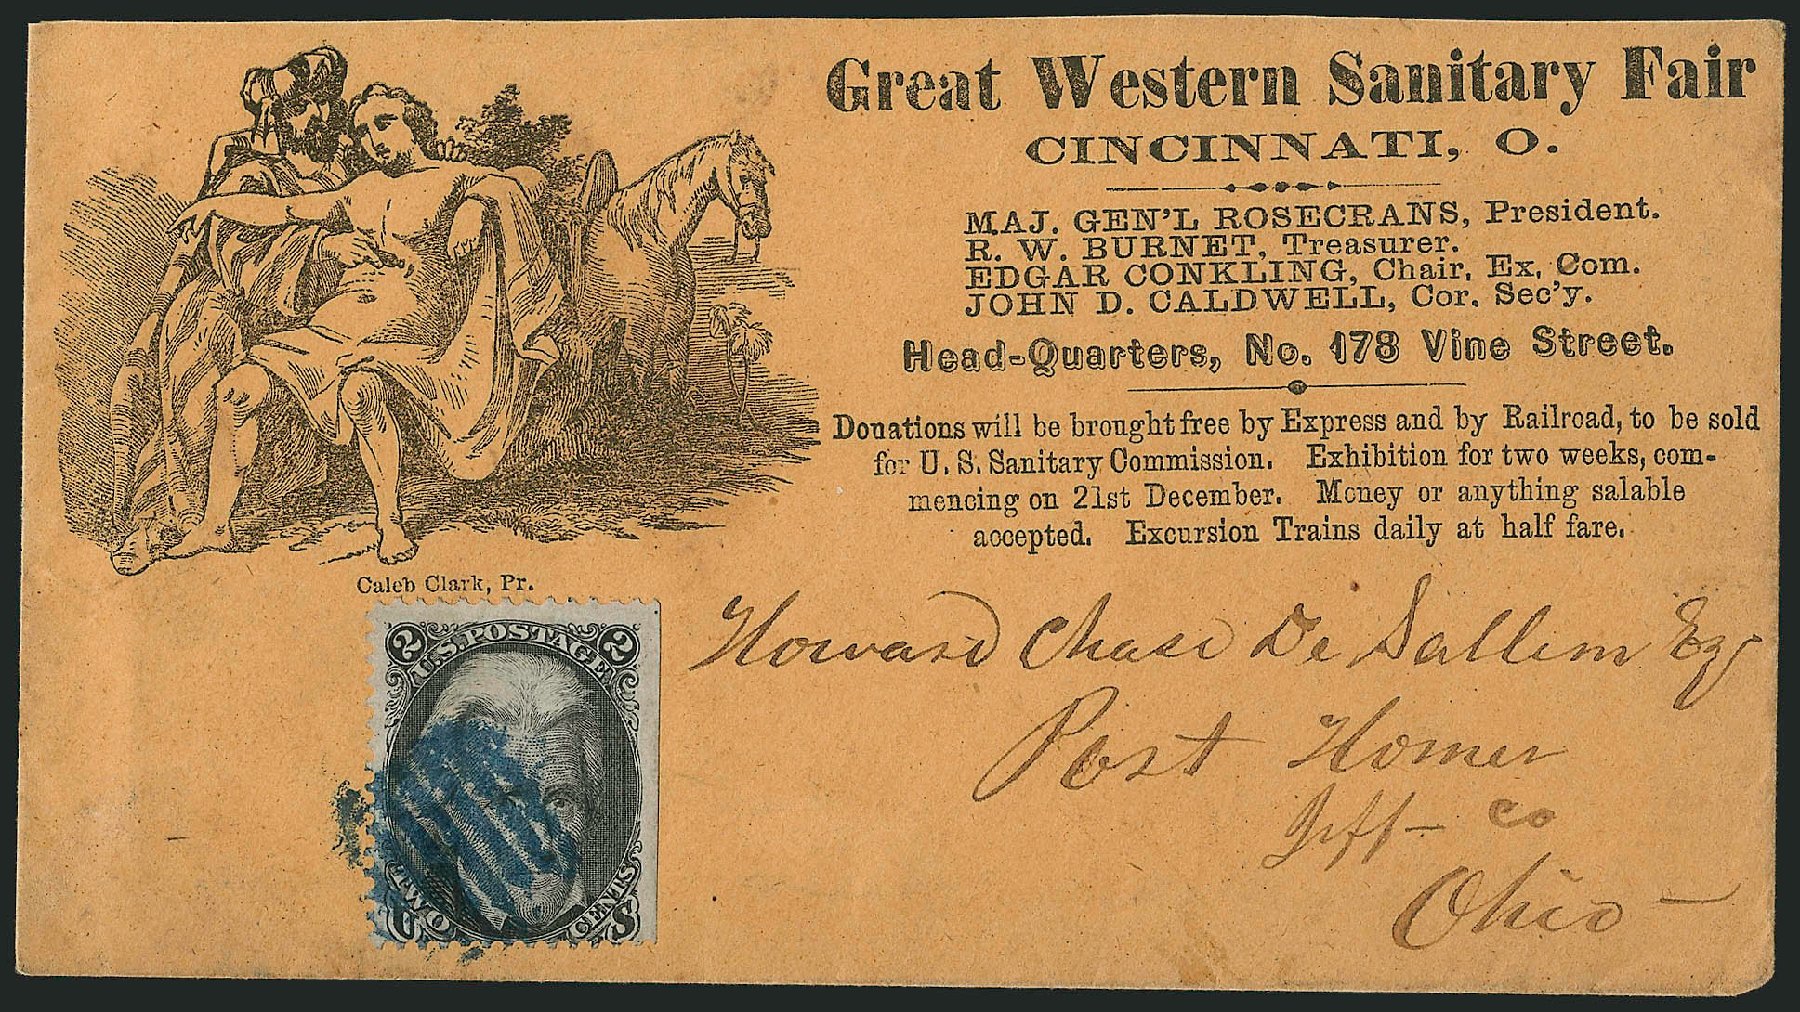 Great Western Sanitary Fair
CINCINNATI, O.
MAJ. GEN'L ROSECRANS, President.
R. W. BURNET, Treasurer.
EDGAR CONKLING, Chair. Ex. Com.
JOHN D. CALDWELL, Cor. Sec'y.
Head-Quarters, No. 178 Vine Street.
Donations will be brought free by Express and by Railroad, to be sold
for U. S. Sanitary Commission. Exhibition for two weeks, com-
mencing on 21st December. Money or anything salable
accepted. Excursion Trains daily at half fare.
Caleb Clark, Pr.
2 U.S. POSTAGE 2
TWO CENTS
U S
Howard Chase De Sallem Esq
Post Homer
Jeff- Co
Ohio -